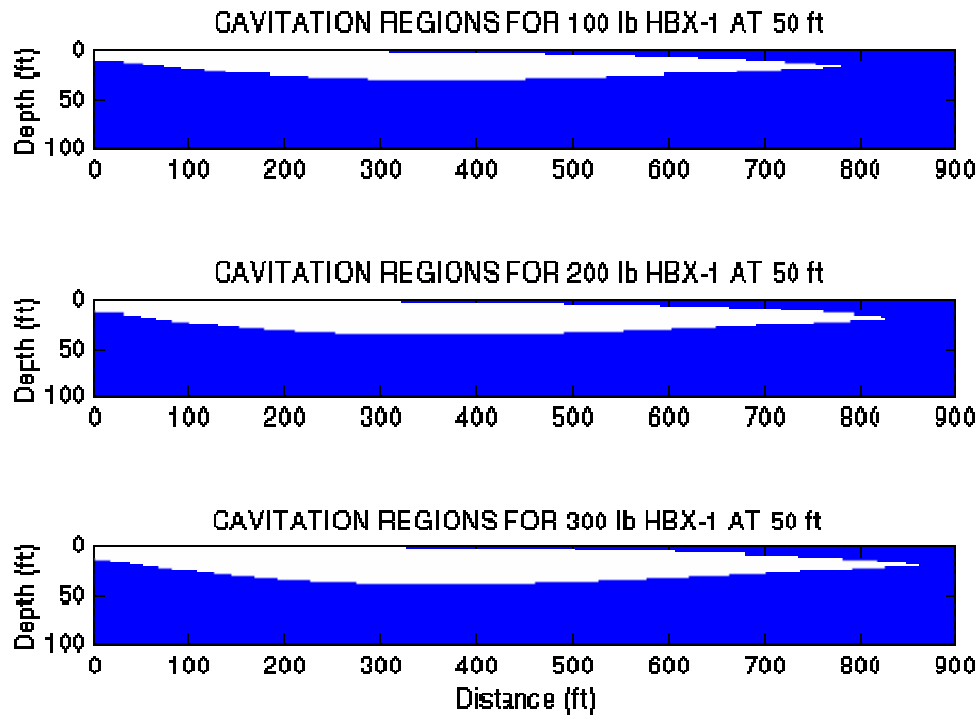 CAVITATION REGIONS FOR 100 lb HBX-1 AT 50 ft
Depth (ft)
0
50
100
0 100 200 300 400 500 600 700 800 900
CAVITATION REGIONS FOR 200 lb HBX-1 AT 50 ft
Depth (ft)
0
50
100
0 100 200 300 400 500 600 700 800 900
CAVITATION REGIONS FOR 300 lb HBX-1 AT 50 ft
Depth (ft)
0
50
100
0 100 200 300 400 500 600 700 800 900
Distance (ft)